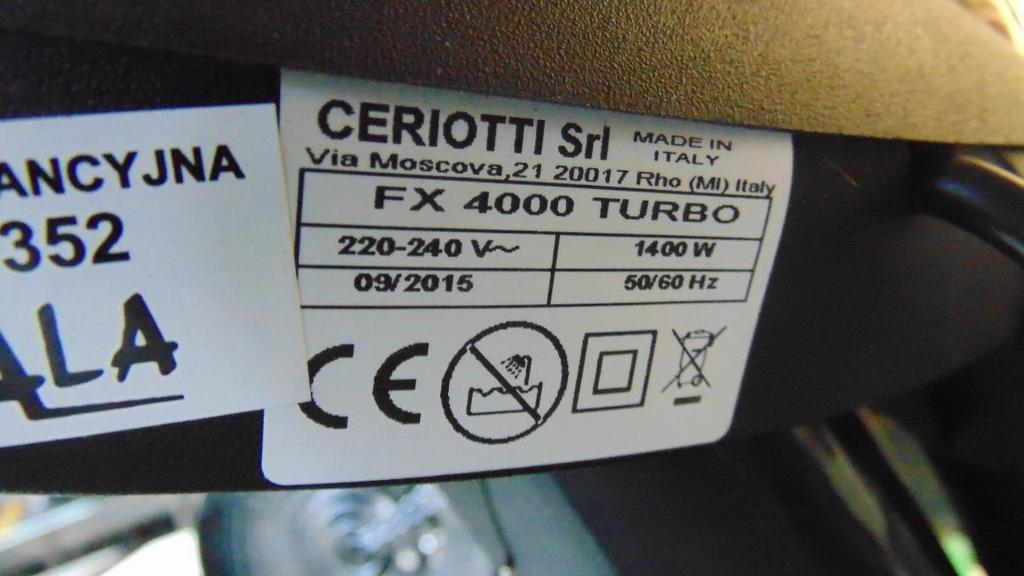 ANCYJNA
352
ALA
CERIOTTI Srl MADE IN ITALY
Via Moscova,21 20017 Rho (MI) Italy
FX 4000 TURBO
220-240 V~ 1400 W
09/2015 50/60 Hz
CE